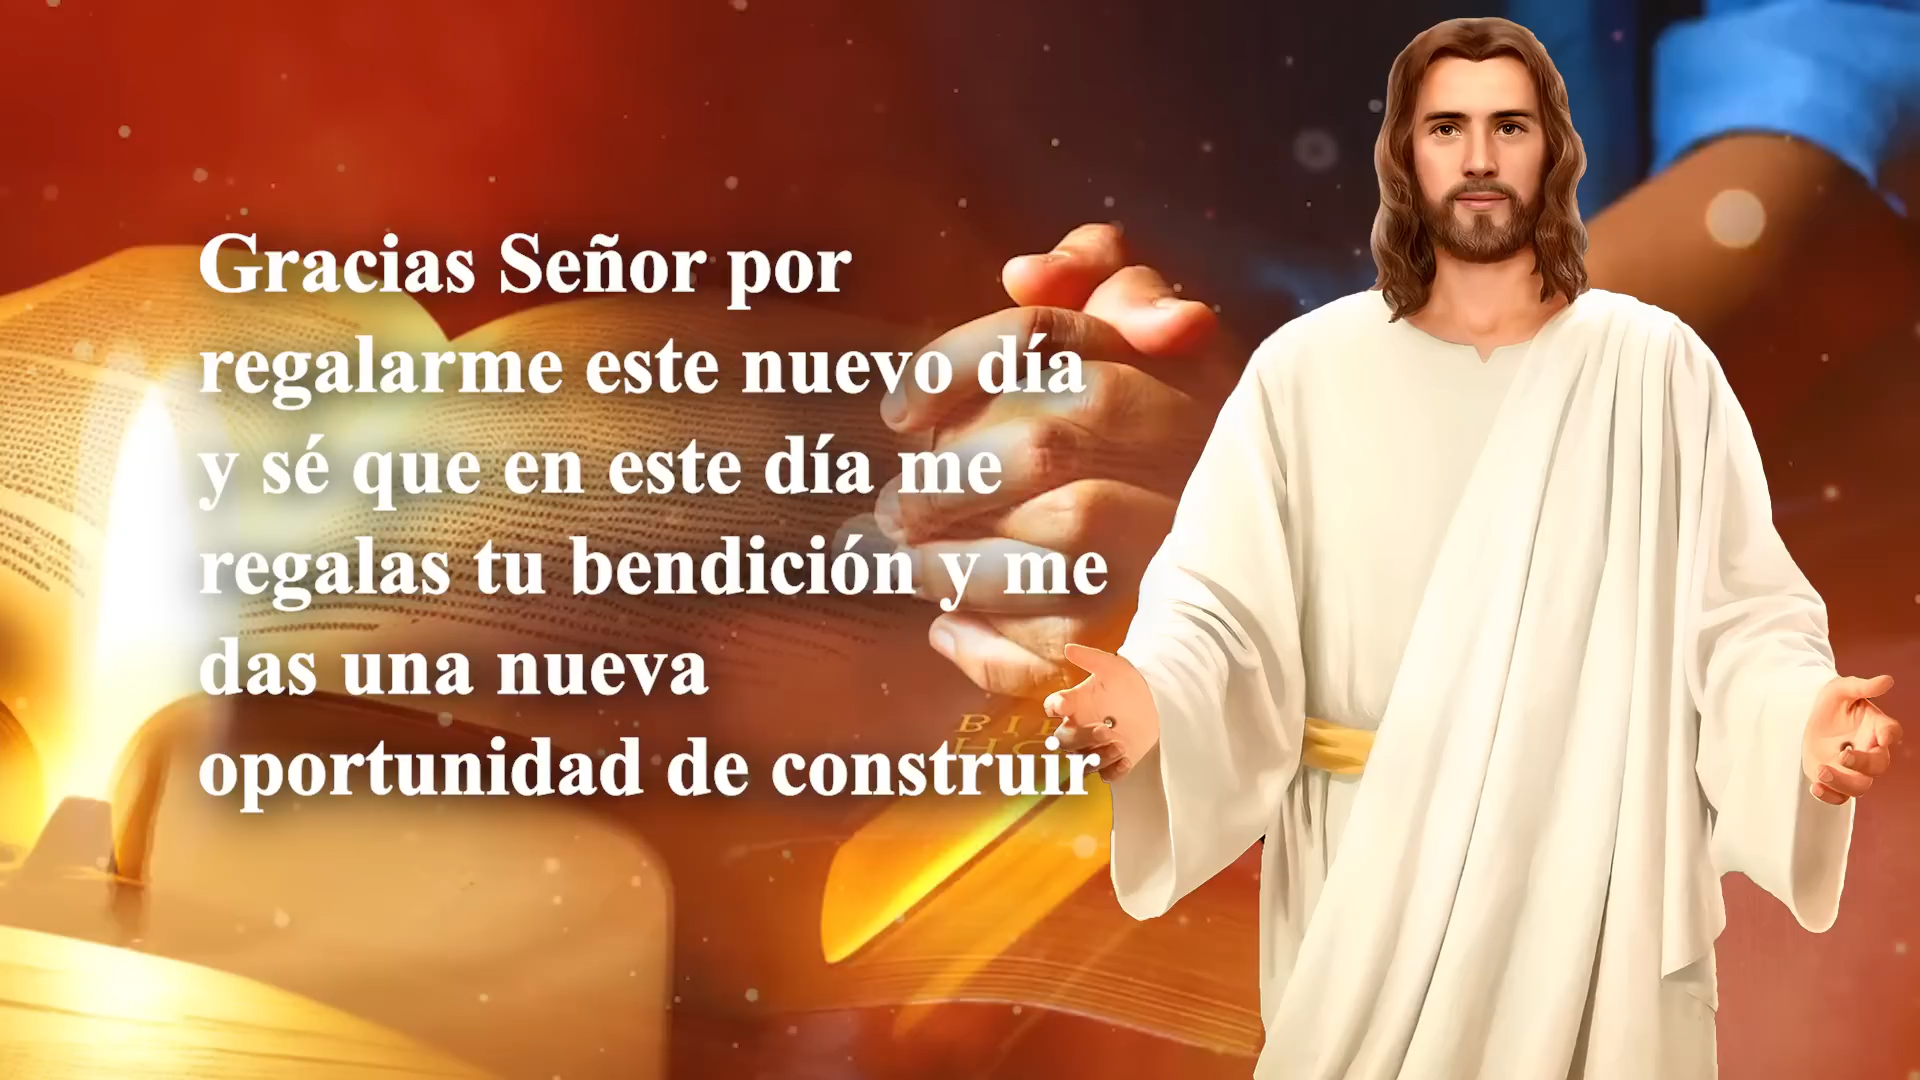 Gracias Señor por
regalarme este nuevo día
y sé que en este día me
regalas tu bendición y me
das una nueva
oportunidad de construir